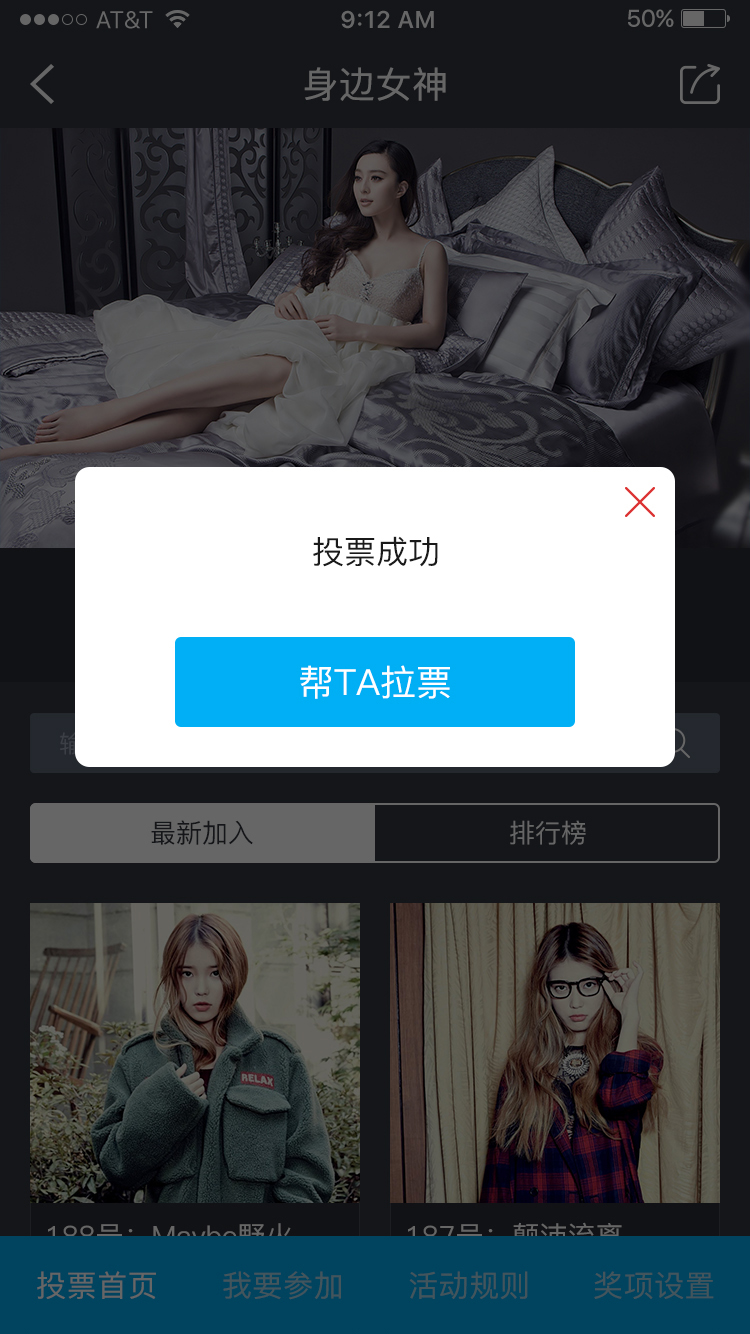 AT&T 9:12 AM 50%
身边女神
投票成功
帮TA拉票
输
最新加入 排行榜
RELAX
188号：Maybe野火 187号：颠沛流离
投票首页 我要参加 活动规则 奖项设置